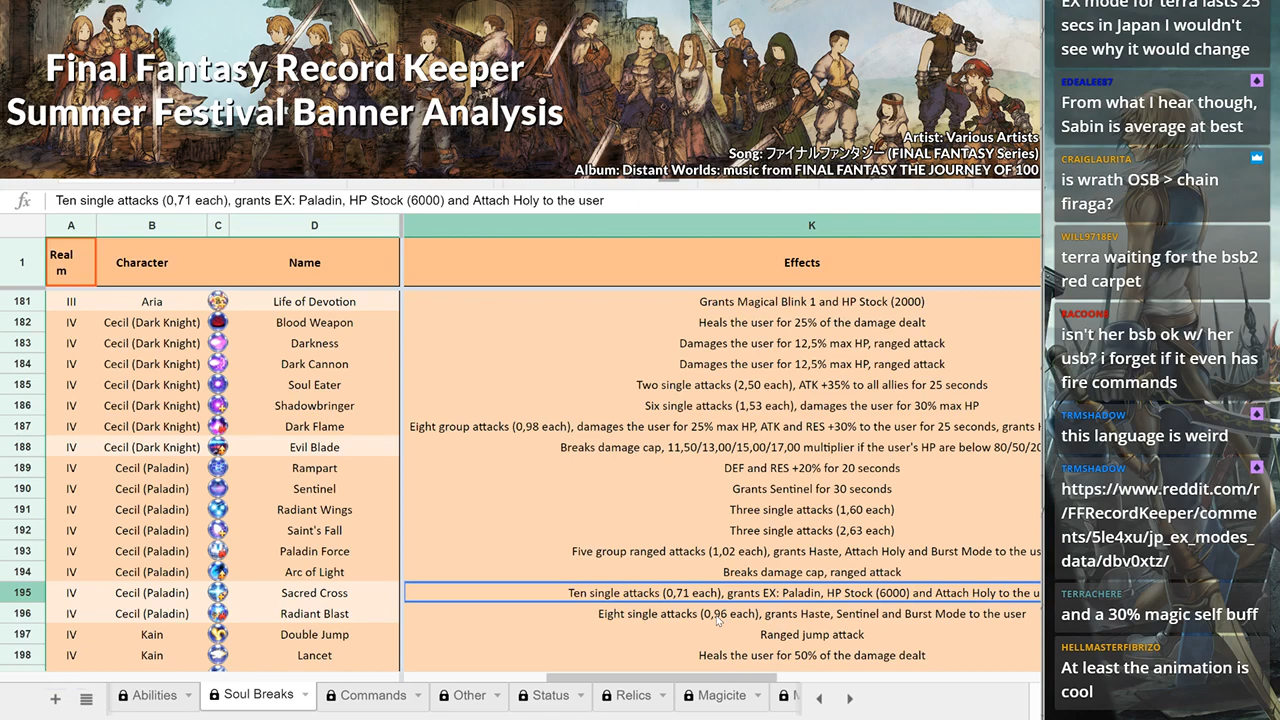 Final Fantasy Record Keeper
Summer Festival Banner Analysis
Artist: Various Artists
Song: ファイナルファンタジー (FINAL FANTASY Series)
Album: Distant Worlds: music from FINAL FANTASY THE JOURNEY OF 100
fx Ten single attacks (0,71 each), grants EX: Paladin, HP Stock (6000) and Attach Holy to the user
A B C D K
1 Real m Character Name Effects
181 III Aria Life of Devotion Grants Magical Blink 1 and HP Stock (2000)
182 IV Cecil (Dark Knight) Blood Weapon Heals the user for 25% of the damage dealt
183 IV Cecil (Dark Knight) Darkness Damages the user for 12,5% max HP, ranged attack
184 IV Cecil (Dark Knight) Dark Cannon Damages the user for 12,5% max HP, ranged attack
185 IV Cecil (Dark Knight) Soul Eater Two single attacks (2,50 each), ATK +35% to all allies for 25 seconds
186 IV Cecil (Dark Knight) Shadowbringer Six single attacks (1,53 each), damages the user for 30% max HP
187 IV Cecil (Dark Knight) Dark Flame Eight group attacks (0,98 each), damages the user for 25% max HP, ATK and RES +30% to the user for 25 seconds, grants
188 IV Cecil (Dark Knight) Evil Blade Breaks damage cap, 11,50/13,00/15,00/17,00 multiplier if the user's HP are below 80/50/20
189 IV Cecil (Paladin) Rampart DEF and RES +20% for 20 seconds
190 IV Cecil (Paladin) Sentinel Grants Sentinel for 30 seconds
191 IV Cecil (Paladin) Radiant Wings Three single attacks (1,60 each)
192 IV Cecil (Paladin) Saint's Fall Three single attacks (2,63 each)
193 IV Cecil (Paladin) Paladin Force Five group ranged attacks (1,02 each), grants Haste, Attach Holy and Burst Mode to the us
194 IV Cecil (Paladin) Arc of Light Breaks damage cap, ranged attack
195 IV Cecil (Paladin) Sacred Cross Ten single attacks (0,71 each), grants EX: Paladin, HP Stock (6000) and Attach Holy to the u
196 IV Cecil (Paladin) Radiant Blast Eight single attacks (0,96 each), grants Haste, Sentinel and Burst Mode to the user
197 IV Kain Double Jump Ranged jump attack
198 IV Kain Lancet Heals the user for 50% of the damage dealt
Abilities Soul Breaks Commands Other Status Relics Magicite
EX mode for terra lasts 25
secs in Japan I wouldn't
see why it would change
EDEALEE87
From what I hear though,
Sabin is average at best
CRAIGLAURITA
is wrath OSB > chain
firaga?
WILL9718EV
terra waiting for the bsb2
red carpet
RACOON8
isn't her bsb ok w/ her
usb? i forget if it even has
fire commands
TRMSHADOW
this language is weird
TRMSHADOW
https://www.reddit.com/r
/FFRecordKeeper/comme
nts/5le4xu/jp_ex_modes_
data/dbv0xtz/
TERRACHERE
and a 30% magic self buff
HELLMASTERFIBRIZO
At least the animation is
cool